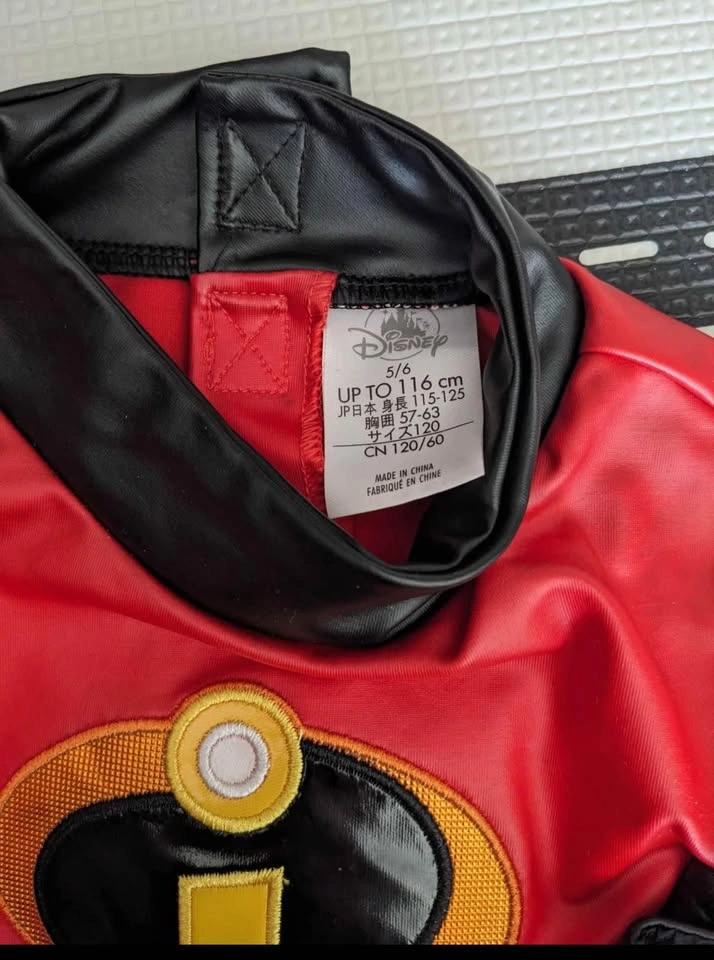 Disney
5/6
UP TO 116 cm
JP日本 身長 115-125
胸囲 57-63
サイズ120
CN 120/60
MADE IN CHINA
FABRIQUÉ EN CHINE
i